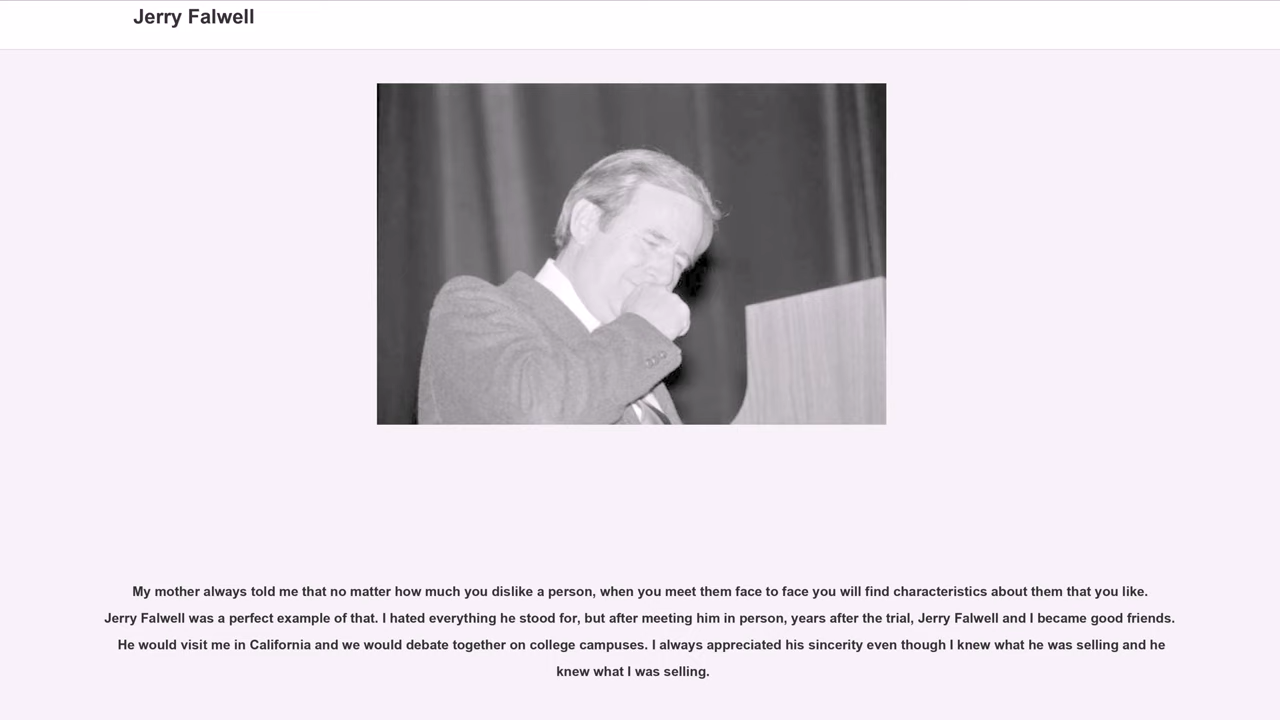 Jerry Falwell
My mother always told me that no matter how much you dislike a person, when you meet them face to face you will find characteristics about them that you like.
Jerry Falwell was a perfect example of that. I hated everything he stood for, but after meeting him in person, years after the trial, Jerry Falwell and I became good friends.
He would visit me in California and we would debate together on college campuses. I always appreciated his sincerity even though I knew what he was selling and he
knew what I was selling.